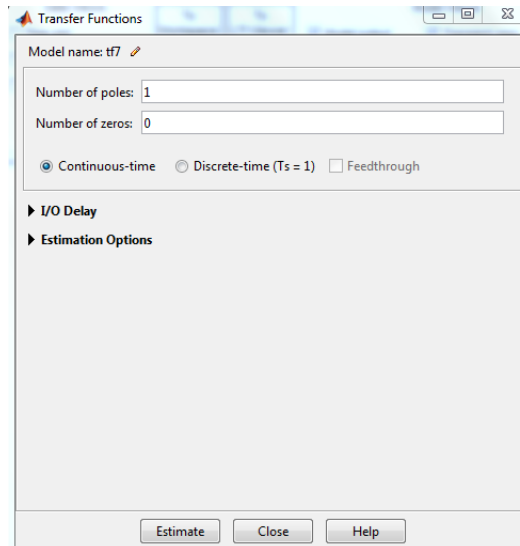 Transfer Functions
Model name: tf7
Number of poles: 1
Number of zeros: 0
Continuous-time Discrete-time (Ts = 1) Feedthrough
I/O Delay
Estimation Options
Estimate Close Help